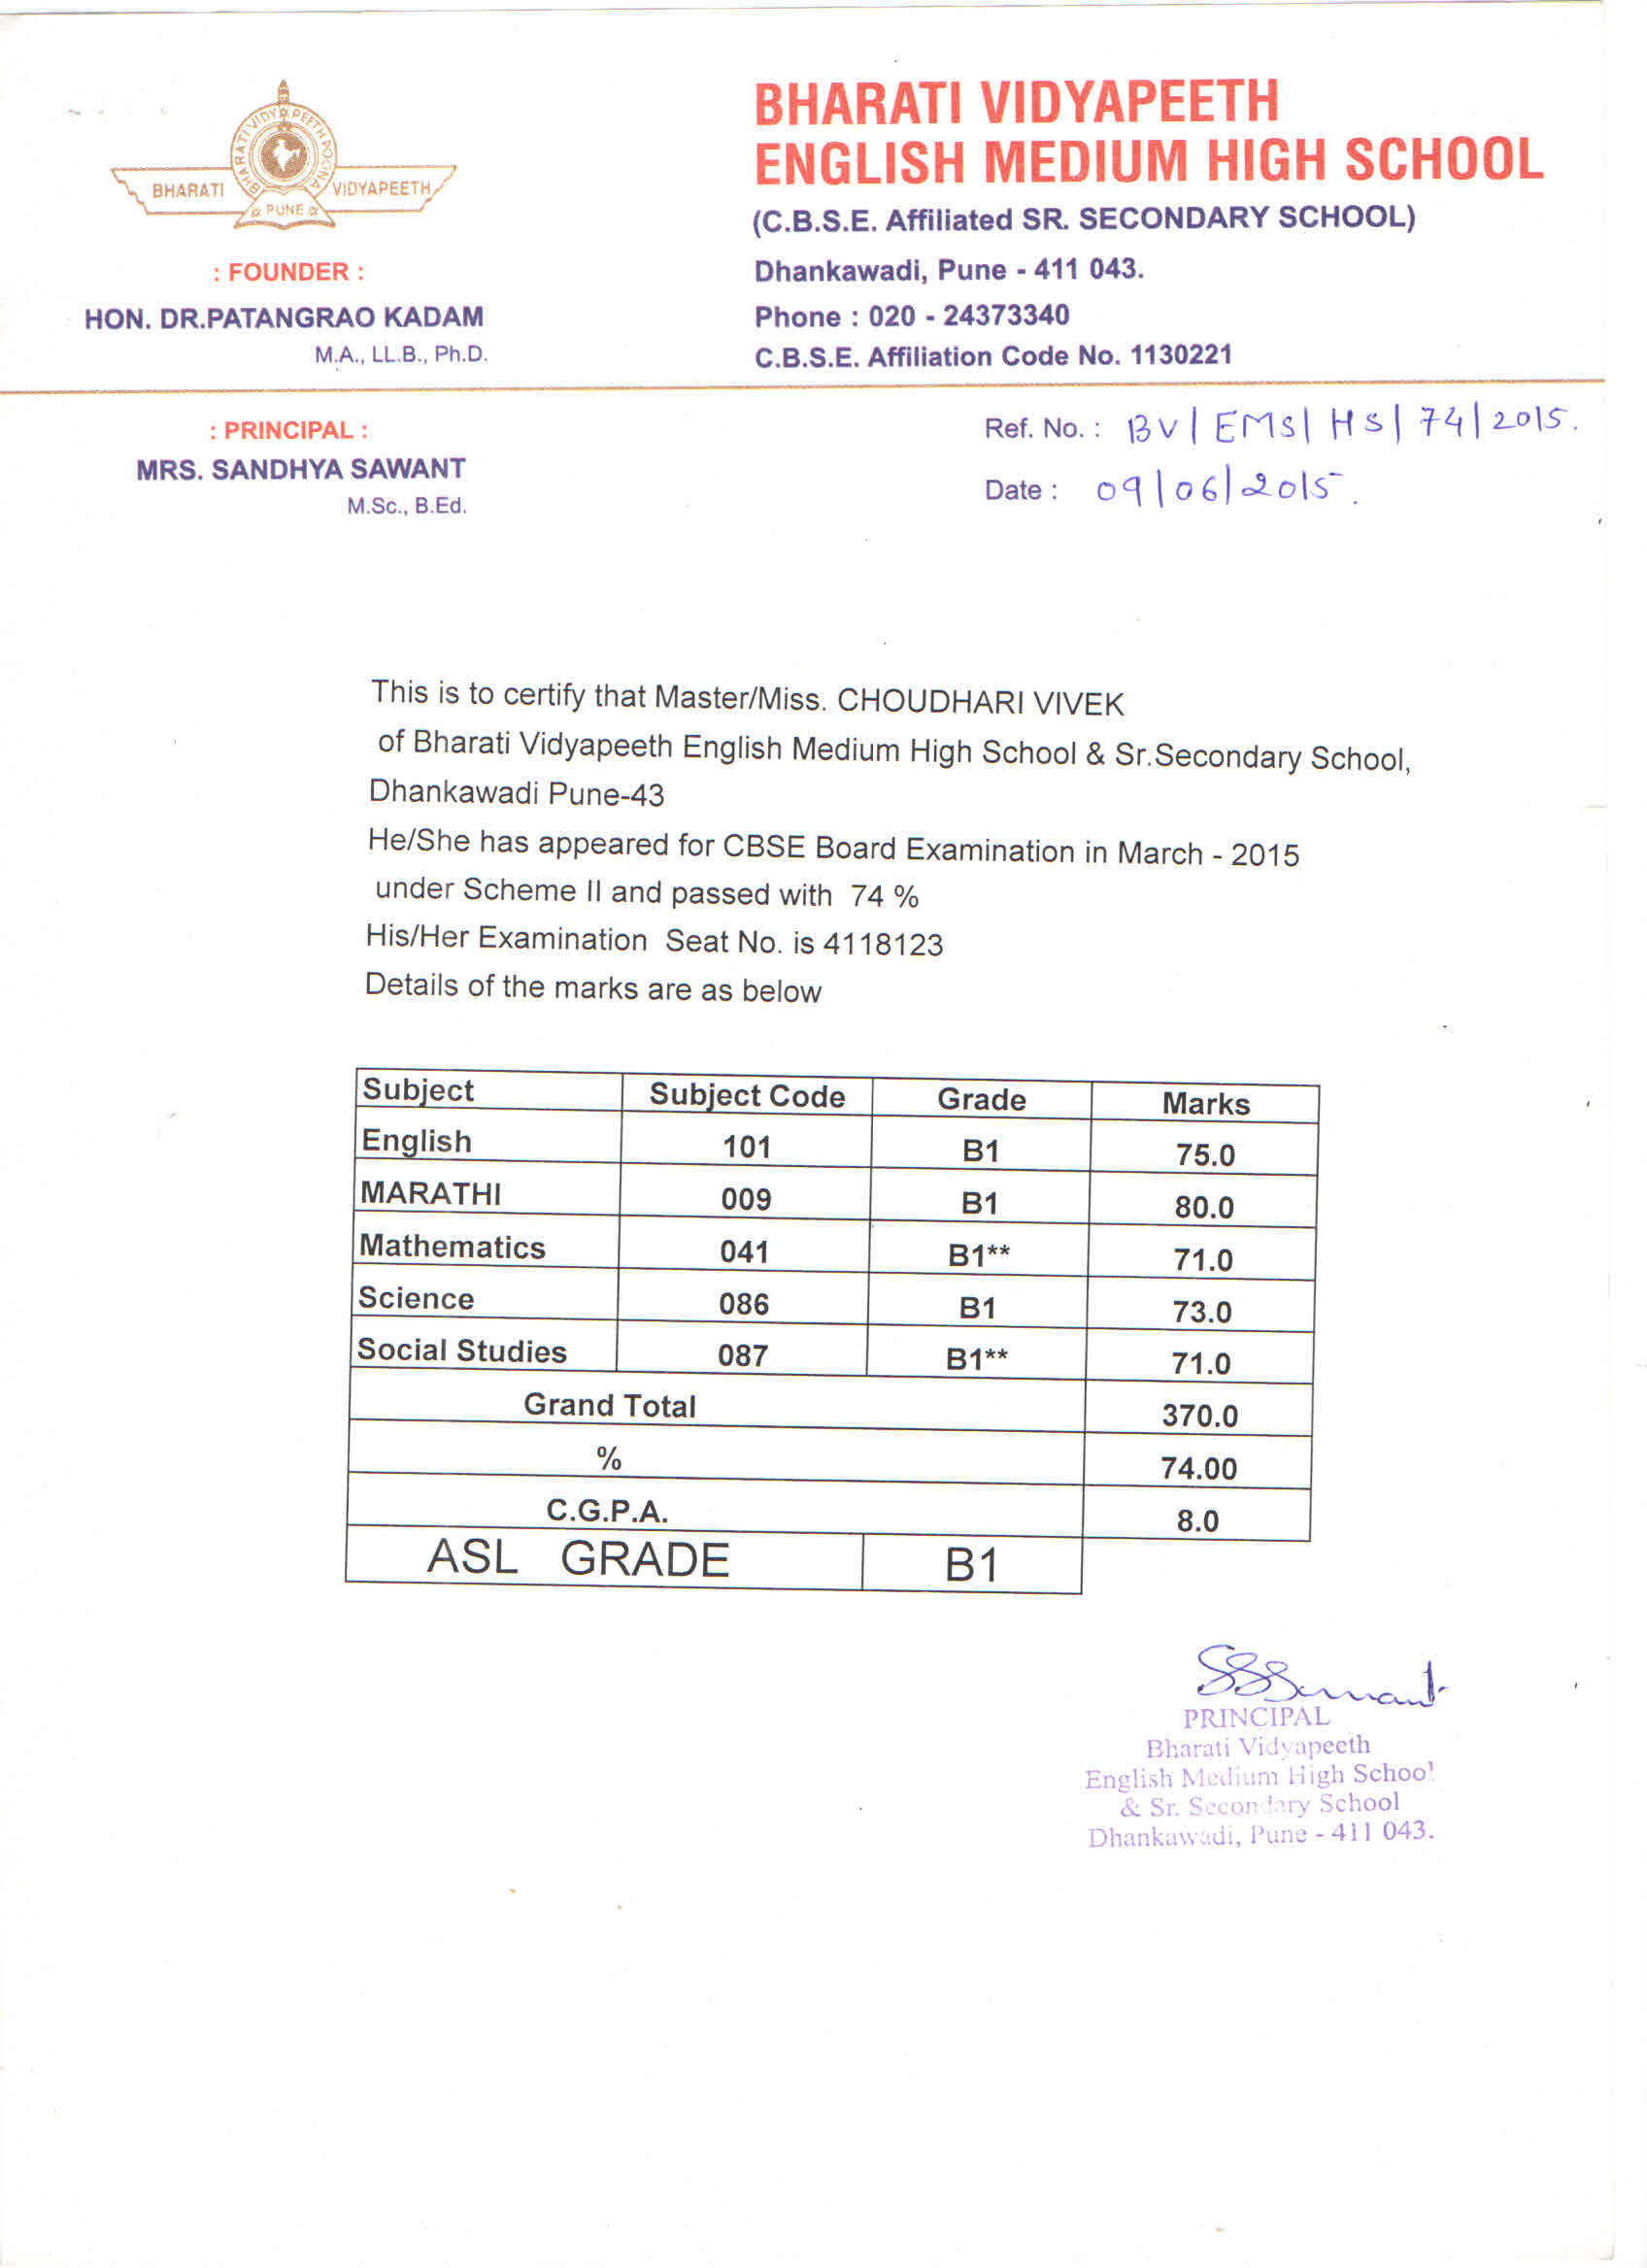 BHARATI VIDYAPEETH POONA
BHARATI VIDYAPEETH
PUNE
: FOUNDER :
HON. DR.PATANGRAO KADAM
M.A., LL.B., Ph.D.
BHARATI VIDYAPEETH
ENGLISH MEDIUM HIGH SCHOOL
(C.B.S.E. Affiliated SR. SECONDARY SCHOOL)
Dhankawadi, Pune - 411 043.
Phone : 020 - 24373340
C.B.S.E. Affiliation Code No. 1130221
: PRINCIPAL :
MRS. SANDHYA SAWANT
M.Sc., B.Ed.
Ref. No. : BV|EMS|HS|74|2015.
Date : 09|06|2015.
This is to certify that Master/Miss. CHOUDHARI VIVEK
of Bharati Vidyapeeth English Medium High School & Sr.Secondary School,
Dhankawadi Pune-43
He/She has appeared for CBSE Board Examination in March - 2015
under Scheme II and passed with 74 %
His/Her Examination Seat No. is 4118123
Details of the marks are as below
Subject Subject Code Grade Marks
English 101 B1 75.0
MARATHI 009 B1 80.0
Mathematics 041 B1** 71.0
Science 086 B1 73.0
Social Studies 087 B1** 71.0
Grand Total 370.0
% 74.00
C.G.P.A. 8.0
ASL GRADE B1
PRINCIPAL
Bharati Vidyapeeth
English Medium High School
& Sr. Secondary School
Dhankawadi, Pune - 411 043.